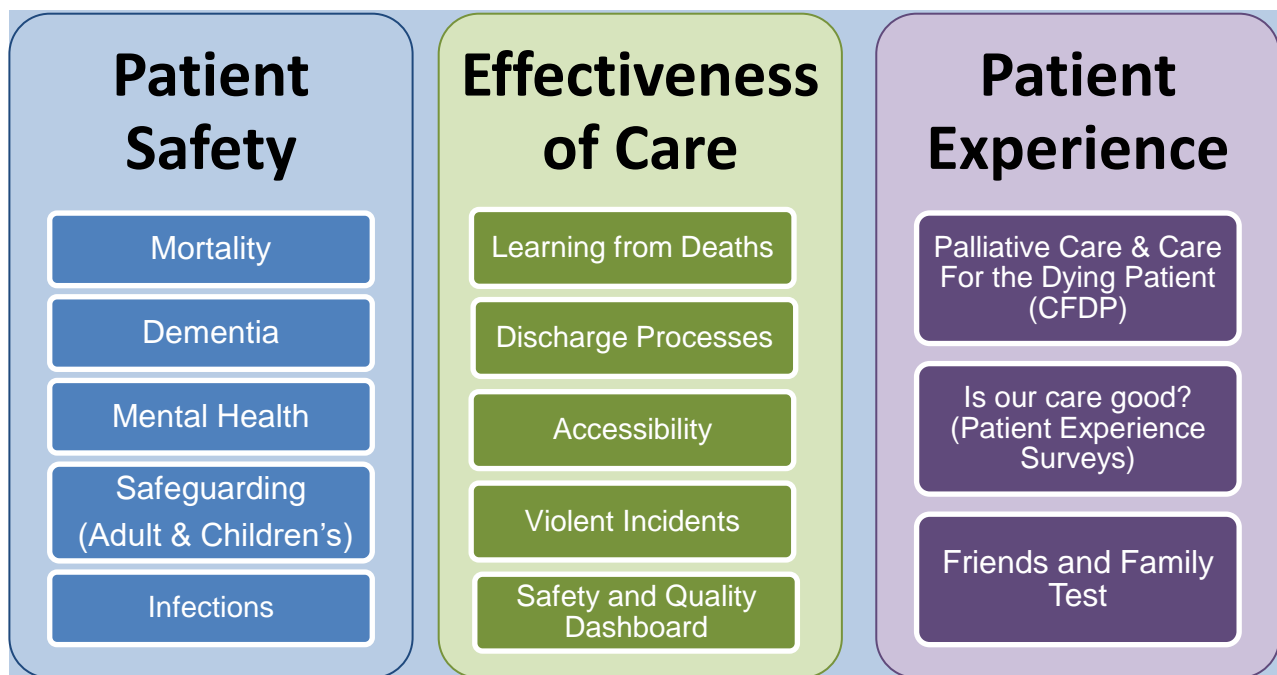 Patient
Safety
Mortality
Dementia
Mental Health
Safeguarding
(Adult & Children’s)
Infections
Effectiveness
of Care
Learning from Deaths
Discharge Processes
Accessibility
Violent Incidents
Safety and Quality
Dashboard
Patient
Experience
Palliative Care & Care
For the Dying Patient
(CFDP)
Is our care good?
(Patient Experience
Surveys)
Friends and Family
Test